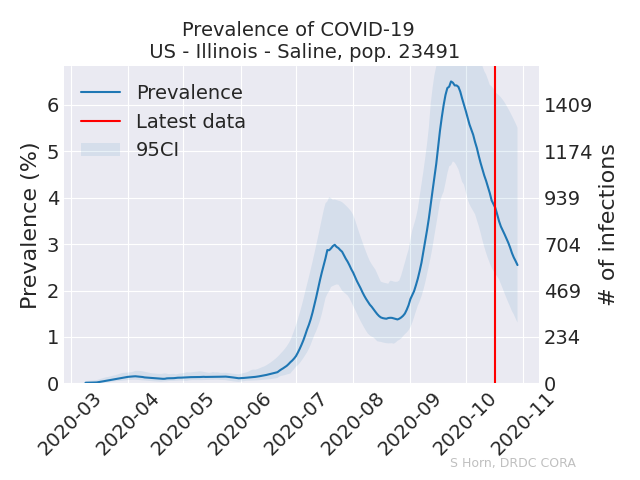 Prevalence of COVID-19
US - Illinois - Saline, pop. 23491
Prevalence
Latest data
95CI
Prevalence (%)
6
5
4
3
2
1
0
1409
1174
939
704
469
234
0
# of infections
2020-03
2020-04
2020-05
2020-06
2020-07
2020-08
2020-09
2020-10
2020-11
S Horn, DRDC CORA